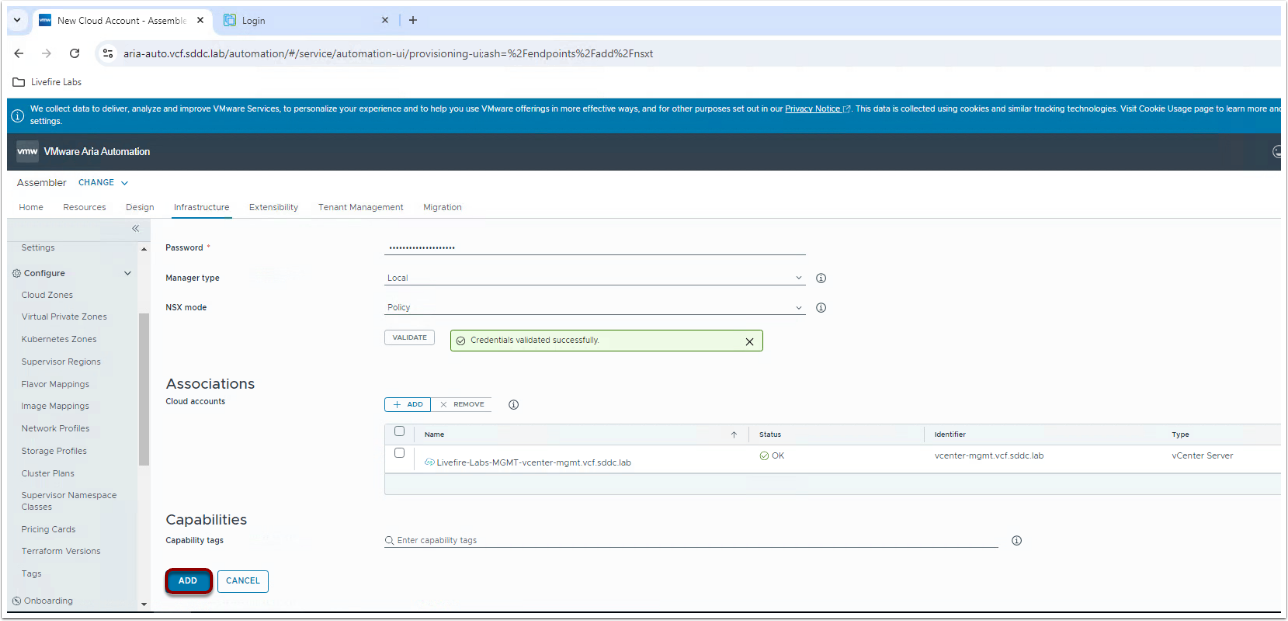 vmw New Cloud Account - Assemble
Login
aria-auto.vcf.sddc.lab/automation/#/service/automation-ui/provisioning-ui;ash=%2Fendpoints%2Fadd%2Fnsxt
Livefire Labs
We collect data to deliver, analyze and improve VMware Services, to personalize your experience and to help you use VMware offerings in more effective ways, and for other purposes set out in our Privacy Notice. This data is collected using cookies and similar tracking technologies. Visit Cookie Usage page to learn more and
settings.
vmw VMware Aria Automation
Assembler CHANGE
Home Resources Design Infrastructure Extensibility Tenant Management Migration
Settings
Configure
Cloud Zones
Virtual Private Zones
Kubernetes Zones
Supervisor Regions
Flavor Mappings
Image Mappings
Network Profiles
Storage Profiles
Cluster Plans
Supervisor Namespace
Classes
Pricing Cards
Terraform Versions
Tags
Onboarding
Password * ••••••••••••••••••••
Manager type Local
NSX mode Policy
VALIDATE Credentials validated successfully.
Associations
Cloud accounts + ADD × REMOVE
Name Status Identifier Type
Livefire-Labs-MGMT-vcenter-mgmt.vcf.sddc.lab OK vcenter-mgmt.vcf.sddc.lab vCenter Server
Capabilities
Capability tags Enter capability tags
ADD CANCEL